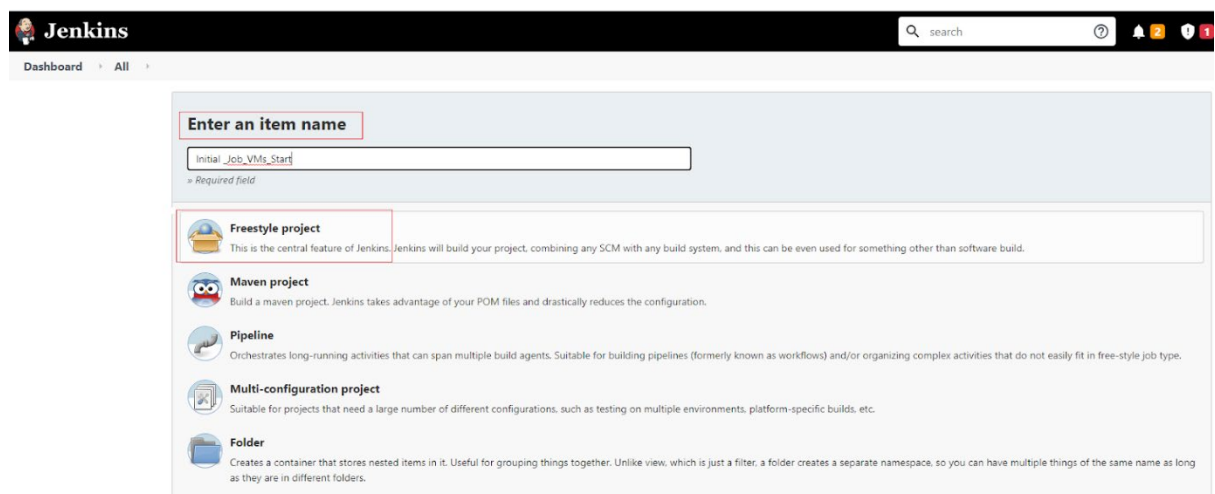 Jenkins
search
2
1
Dashboard
All
Enter an item name
Initial _Job_VMs_Start
» Required field
Freestyle project
This is the central feature of Jenkins. Jenkins will build your project, combining any SCM with any build system, and this can be even used for something other than software build.
Maven project
Build a maven project. Jenkins takes advantage of your POM files and drastically reduces the configuration.
Pipeline
Orchestrates long-running activities that can span multiple build agents. Suitable for building pipelines (formerly known as workflows) and/or organizing complex activities that do not easily fit in free-style job type.
Multi-configuration project
Suitable for projects that need a large number of different configurations, such as testing on multiple environments, platform-specific builds, etc.
Folder
Creates a container that stores nested items in it. Useful for grouping things together. Unlike view, which is just a filter, a folder creates a separate namespace, so you can have multiple things of the same name as long
as they are in different folders.